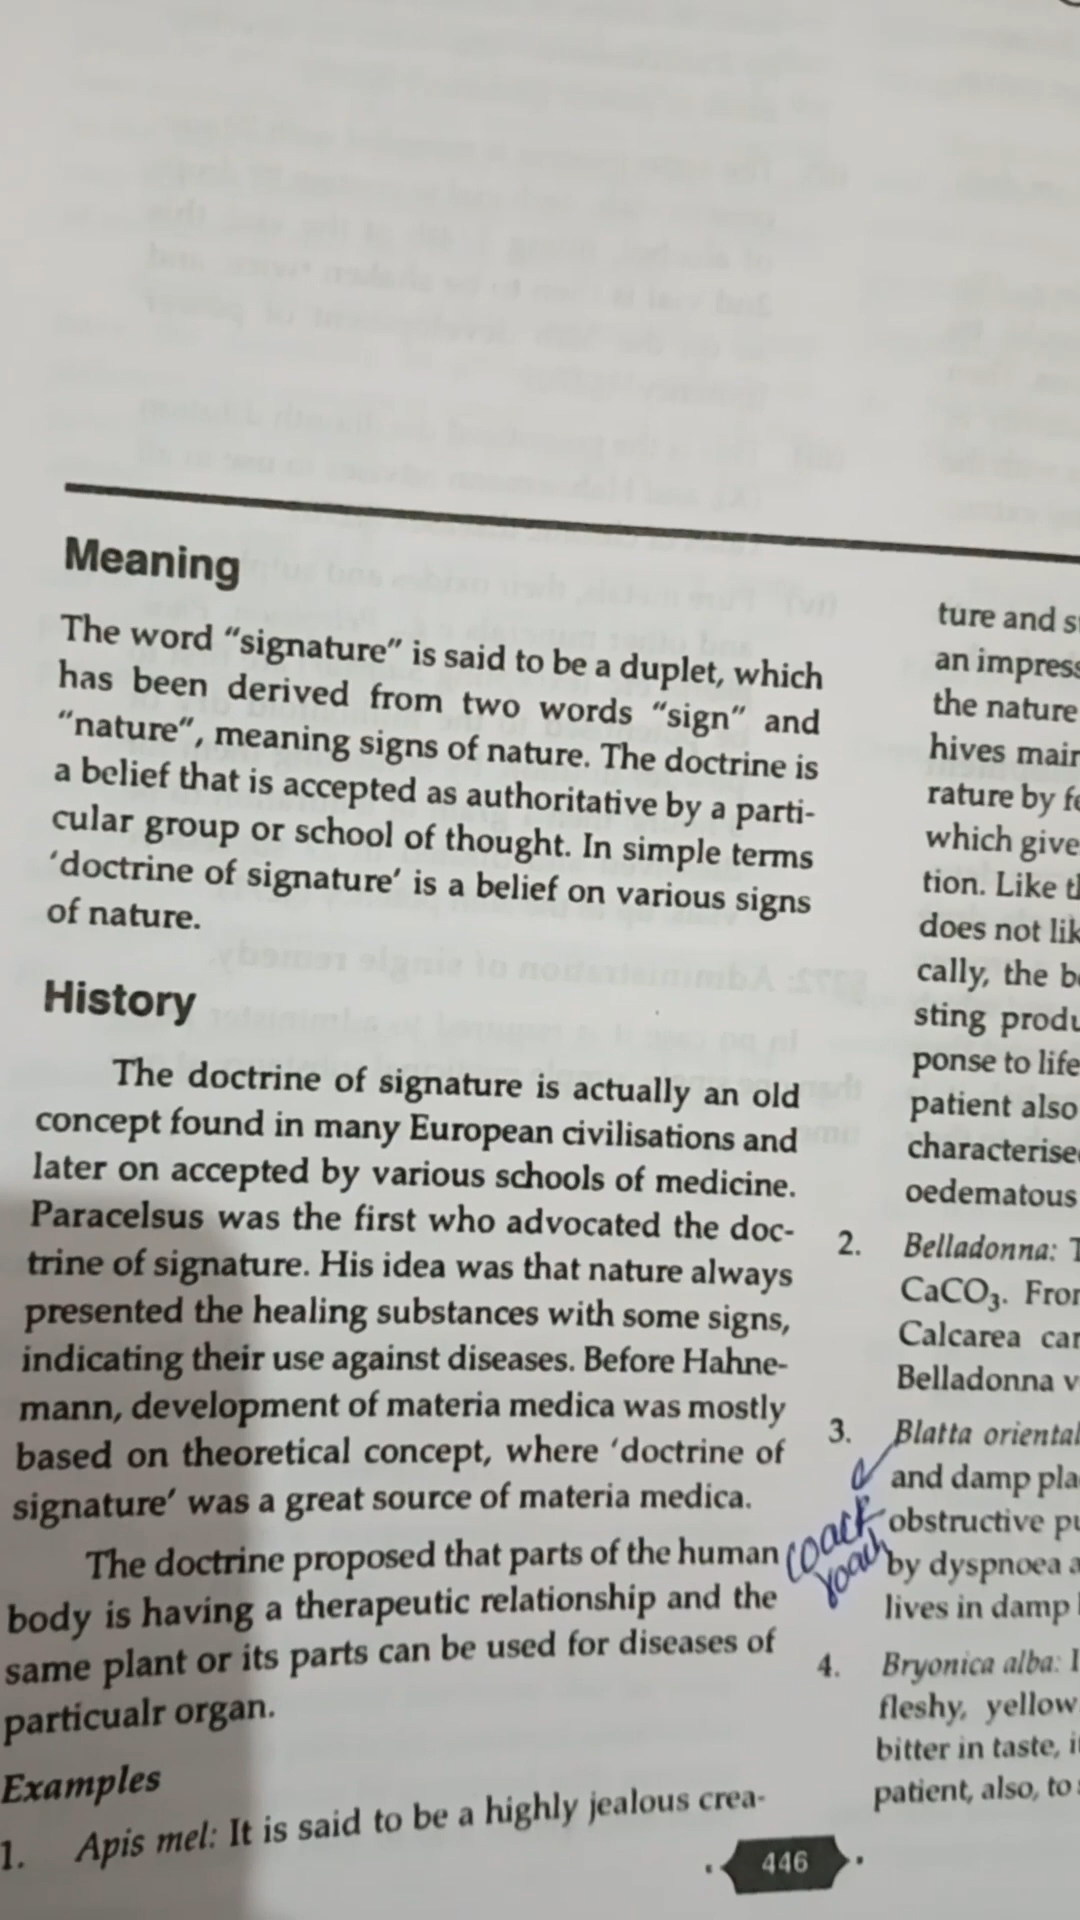 Meaning
The word “signature” is said to be a duplet, which
has been derived from two words “sign” and
“nature”, meaning signs of nature. The doctrine is
a belief that is accepted as authoritative by a parti-
cular group or school of thought. In simple terms
‘doctrine of signature’ is a belief on various signs
of nature.
History
The doctrine of signature is actually an old
concept found in many European civilisations and
later on accepted by various schools of medicine.
Paracelsus was the first who advocated the doc-
trine of signature. His idea was that nature always
presented the healing substances with some signs,
indicating their use against diseases. Before Hahne-
mann, development of materia medica was mostly
based on theoretical concept, where ‘doctrine of
signature’ was a great source of materia medica.
The doctrine proposed that parts of the human
body is having a therapeutic relationship and the
same plant or its parts can be used for diseases of
particualr organ.
Examples
1. Apis mel: It is said to be a highly jealous crea-
ture and
an
the nature
hives
rature by
which give
tion. Like
does not
cally, the
sting
ponse to life
patient also
oedematous
2. Belladonna:
CaCO₃.
Calcarea
Belladonna
3. Blatta
and damp
obstructive
by dyspnoea
lives in damp
coack
roach
4. Bryonica alba:
fleshy, yellow
bitter in taste,
patient, also, to
446